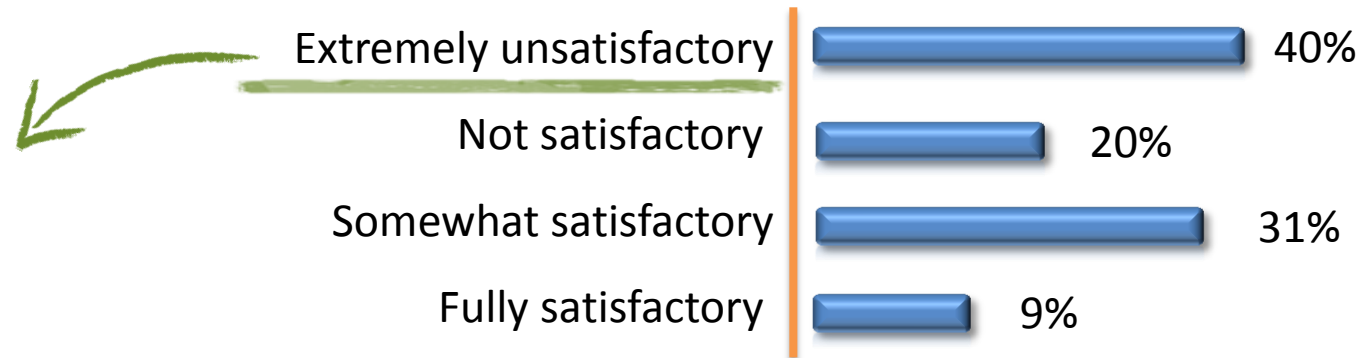 Extremely unsatisfactory 40%
Not satisfactory 20%
Somewhat satisfactory 31%
Fully satisfactory 9%